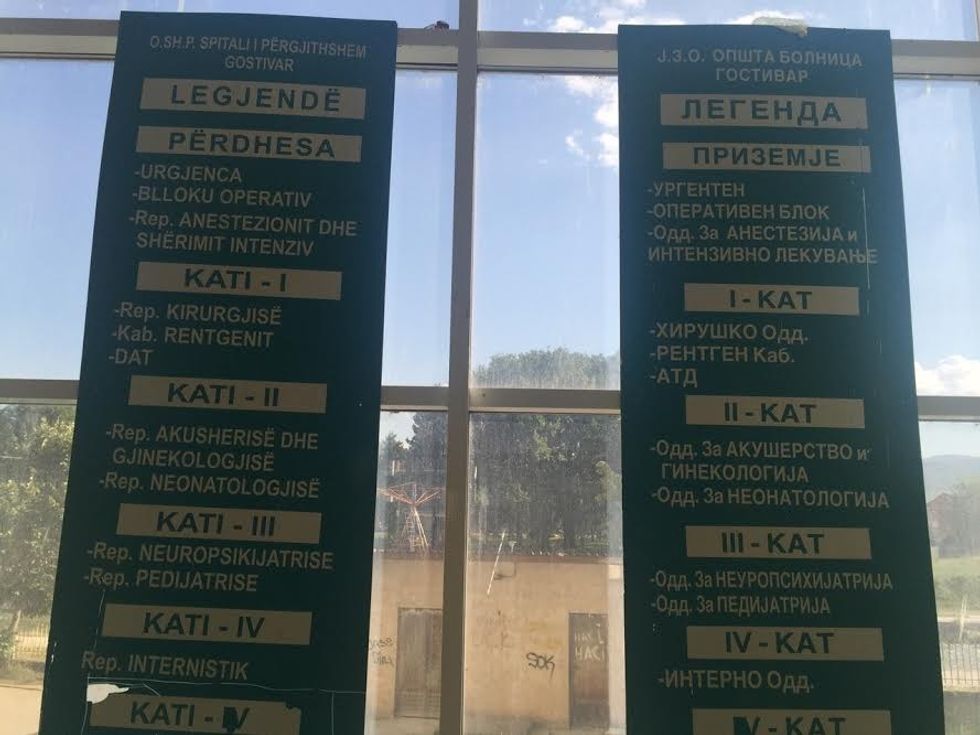 O.SH.P. SPITALI I PËRGJITHSHEM
GOSTIVAR
LEGJENDË
PËRDHESA
-URGJENCA
-BLLOKU OPERATIV
-Rep. ANESTEZIONIT DHE
SHËRIMIT INTENZIV
KATI - I
-Rep. KIRURGJISË
-Kab. RENTGENIT
-DAT
KATI - II
-Rep. AKUSHERISË DHE
GJINEKOLOGJISË
-Rep. NEONATOLOGJISË
KATI - III
-Rep. NEUROPSIKIJATRISE
-Rep. PEDIJATRISE
KATI - IV
Rep. INTERNISTIK
KATI - V
Ј.З.О. ОПШТА БОЛНИЦА
ГОСТИВАР
ЛЕГЕНДА
ПРИЗЕМЈЕ
-УРГЕНТЕН
-ОПЕРАТИВЕН БЛОК
-Одд. За АНЕСТЕЗИЈА и
ИНТЕНЗИВНО ЛЕКУВАЊЕ
I - КАТ
-ХИРУШКО Одд.
-РЕНТГЕН Каб.
-АТД
II - КАТ
-Одд. За АКУШЕРСТВО и
ГИНЕКОЛОГИЈА
-Одд. За НЕОНАТОЛОГИЈА
III - КАТ
-Одд. За НЕУРОПСИХИЈАТРИЈА
-Одд. За ПЕДИЈАТРИЈА
IV - КАТ
-ИНТЕРНО Одд.
V - КАТ
SOK